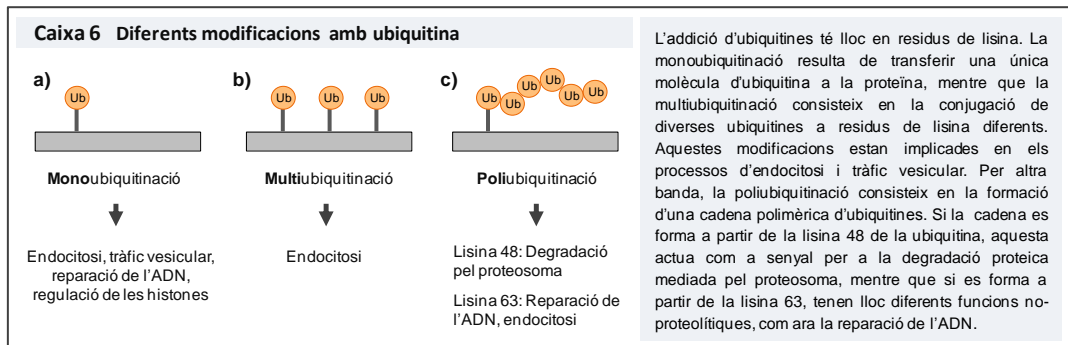 Caixa 6 Diferents modificacions amb ubiquitina
a)
Ub
Monoubiquitinació
Endocitosi, tràfic vesicular,
reparació de l'ADN,
regulació de les histones
b)
Ub Ub Ub
Multiubiquitinació
Endocitosi
c)
Ub Ub Ub Ub Ub Ub
Poliubiquitinació
Lisina 48: Degradació
pel proteosoma
Lisina 63: Reparació de
l'ADN, endocitosi
L'addició d'ubiquitines té lloc en residus de lisina. La
monoubiquitinació resulta de transferir una única
molècula d'ubiquitina a la proteïna, mentre que la
multiubiquitinació consisteix en la conjugació de
diverses ubiquitines a residus de lisina diferents.
Aquestes modificacions estan implicades en els
processos d'endocitosi i tràfic vesicular. Per altra
banda, la poliubiquitinació consisteix en la formació
d'una cadena polimèrica d'ubiquitines. Si la cadena es
forma a partir de la lisina 48 de la ubiquitina, aquesta
actua com a senyal per a la degradació proteica
mediada pel proteosoma, mentre que si es forma a
partir de la lisina 63, tenen lloc diferents funcions no-
proteolítiques, com ara la reparació de l'ADN.